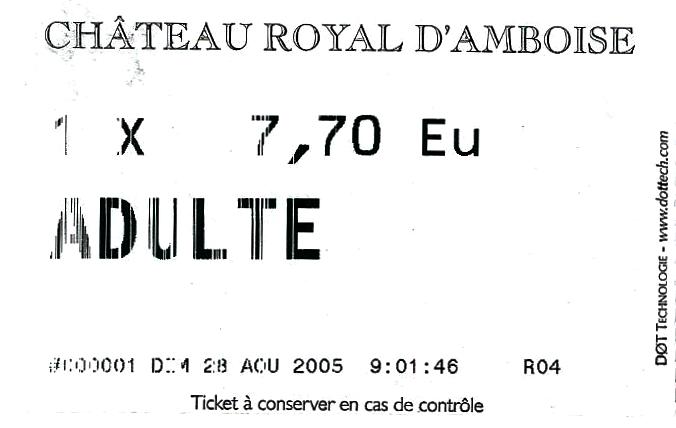 CHÂTEAU ROYAL D'AMBOISE
1 X 7,70 Eu
ADULTE
#000001 DIM 28 AOU 2005 9:01:46 R04
Ticket à conserver en cas de contrôle
DØT TECHNOLOGIE - www.dottech.com